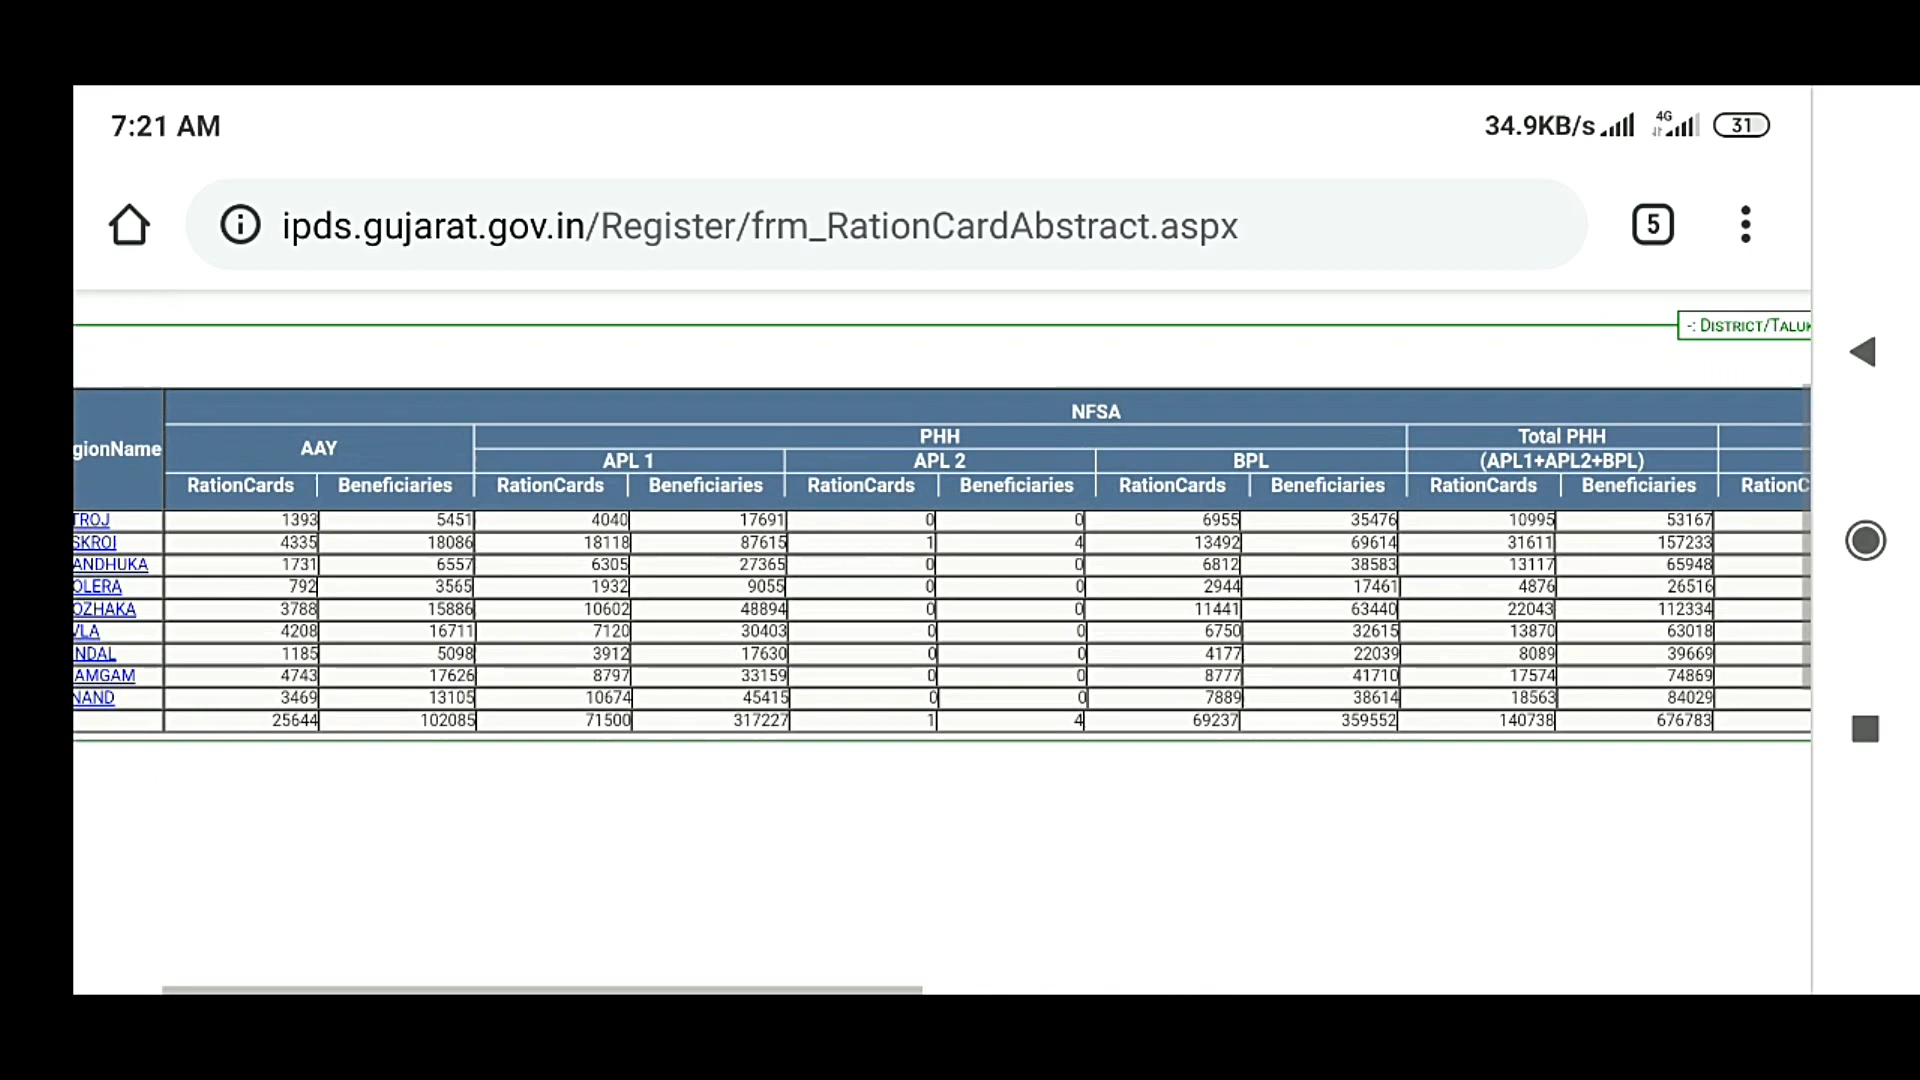 7:21 AM 34.9KB/s 4G 31
ipds.gujarat.gov.in/Register/frm_RationCardAbstract.aspx 5
-: DISTRICT/TALUK
gionName NFSA
AAY PHH Total PHH
APL 1 APL 2 BPL (APL1+APL2+BPL)
RationCards Beneficiaries RationCards Beneficiaries RationCards Beneficiaries RationCards Beneficiaries RationCards Beneficiaries RationC
TROJ 1393 5451 4040 17691 0 0 6955 35476 10995 53167
SKROI 4335 18086 18118 87615 1 4 13492 69614 31611 157233
ANDHUKA 1731 6557 6305 27365 0 0 6812 38583 13117 65948
OLERA 792 3565 1932 9055 0 0 2944 17461 4876 26516
OZHAKA 3788 15886 10602 48894 0 0 11441 63440 22043 112334
VLA 4208 16711 7120 30403 0 0 6750 32615 13870 63018
NDAL 1185 5098 3912 17630 0 0 4177 22039 8089 39669
AMGAM 4743 17626 8797 33159 0 0 8777 41710 17574 74869
NAND 3469 13105 10674 45415 0 0 7889 38614 18563 84029
25644 102085 71500 317227 1 4 69237 359552 140738 676783